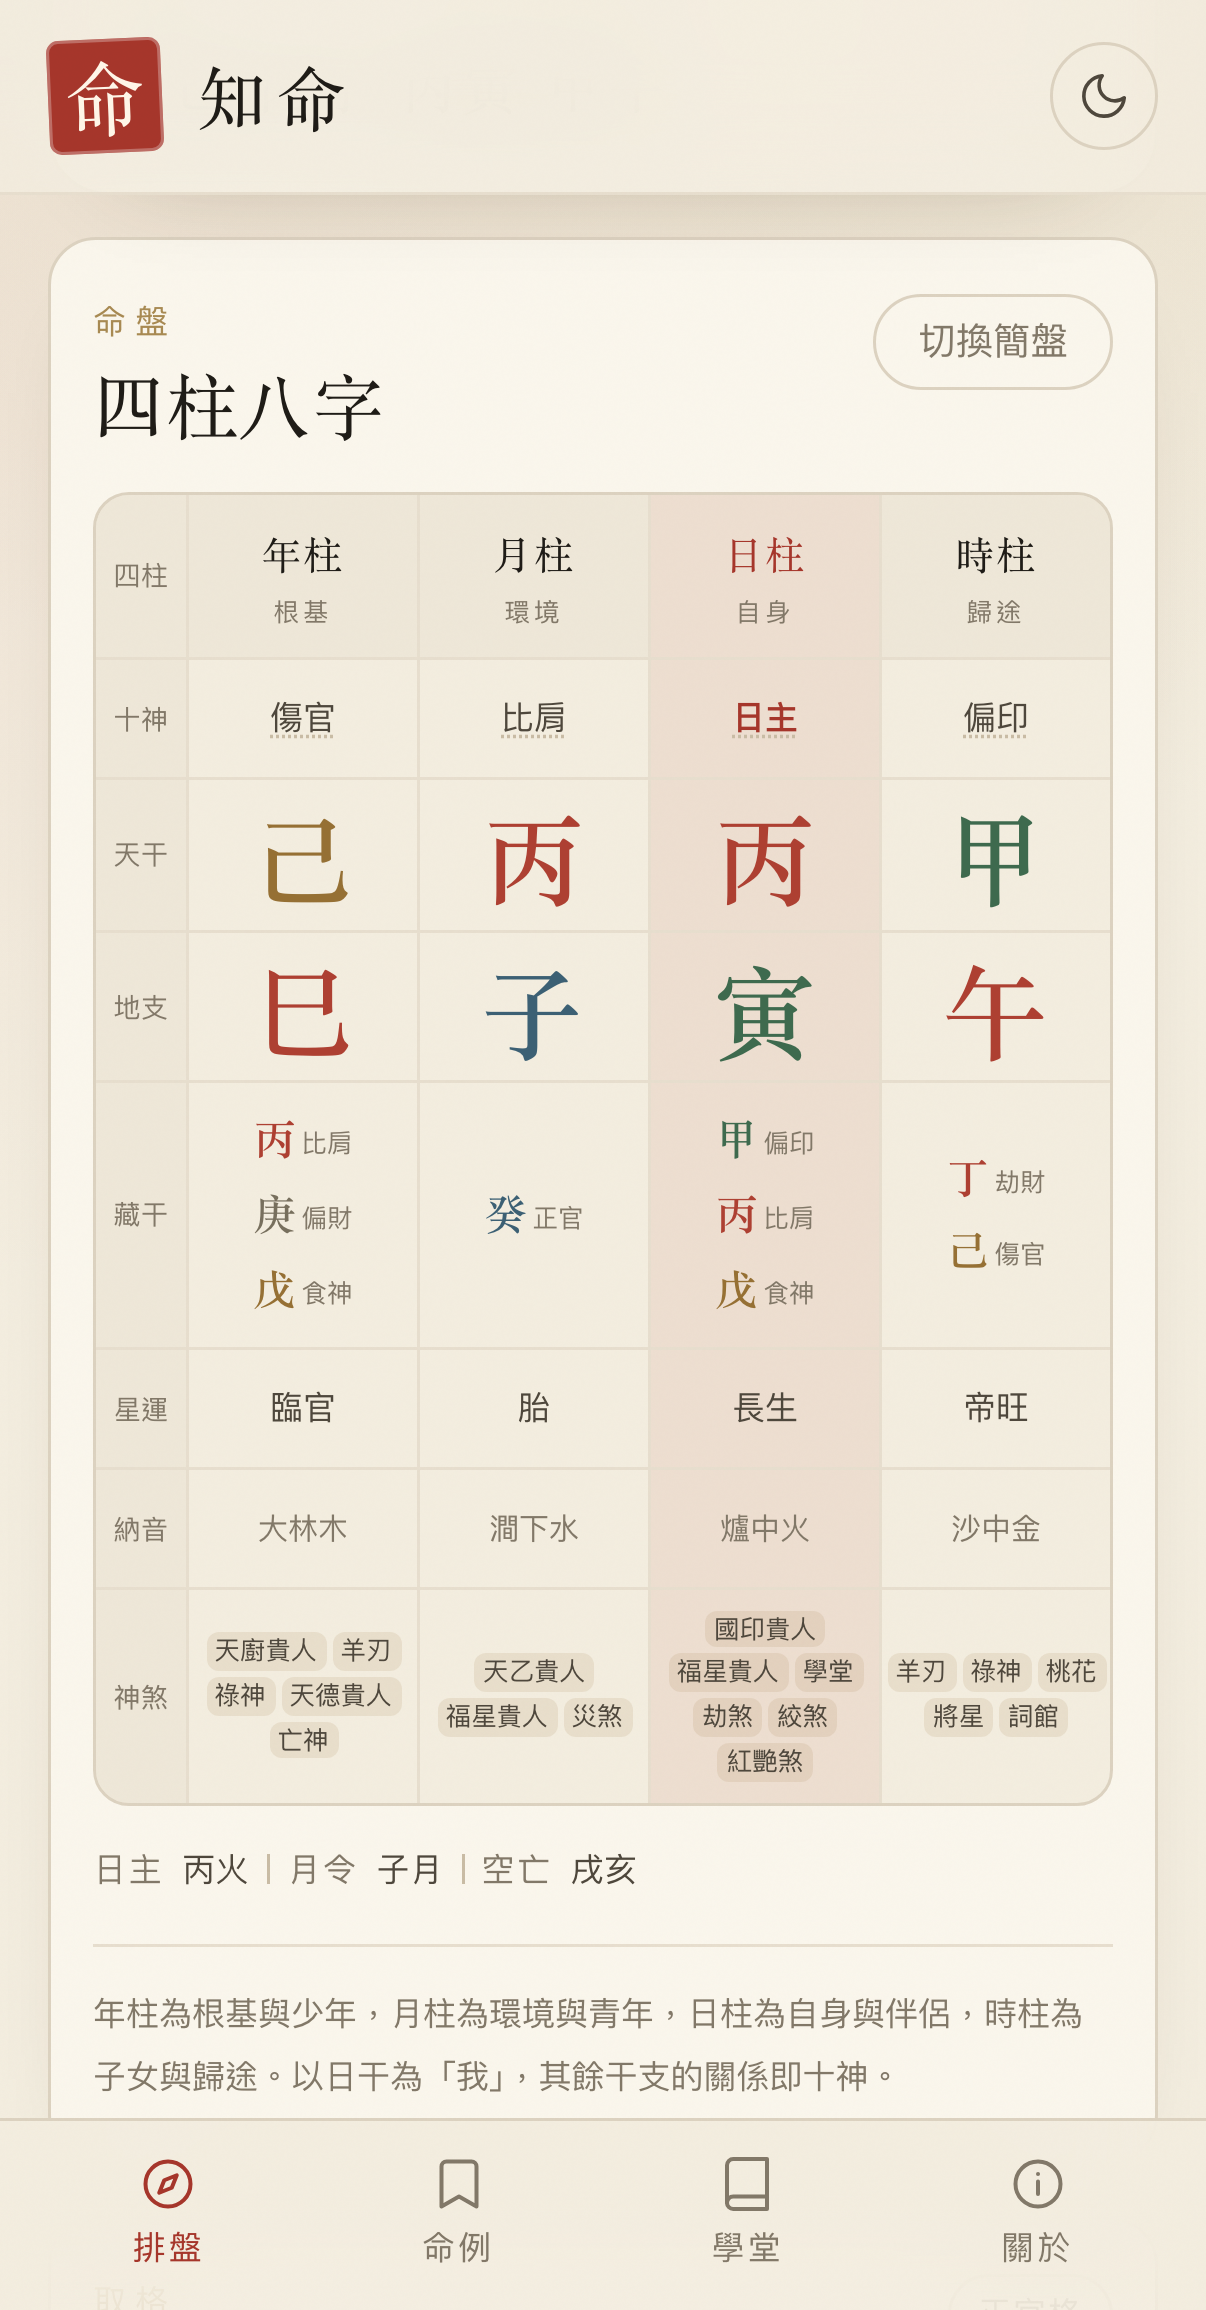 命 知命
命盤
切換簡盤
四柱八字
四柱 年柱 月柱 日柱 時柱
根基 環境 自身 歸途
十神 傷官 比肩 日主 偏印
天干 己 丙 丙 甲
地支 巳 子 寅 午
藏干
丙 比肩
庚 偏財
戊 食神
癸 正官
甲 偏印
丙 比肩
戊 食神
丁 劫財
己 傷官
星運 臨官 胎 長生 帝旺
納音 大林木 澗下水 爐中火 沙中金
神煞
天廚貴人 羊刃
祿神 天德貴人
亡神
天乙貴人
福星貴人 災煞
國印貴人
福星貴人 學堂
劫煞 絞煞
紅艷煞
羊刃 祿神 桃花
將星 詞館
日主 丙火 | 月令 子月 | 空亡 戌亥
年柱為根基與少年，月柱為環境與青年，日柱為自身與伴侶，時柱為
子女與歸途。以日干為「我」，其餘干支的關係即十神。
排盤 命例 學堂 關於
取格 正官格